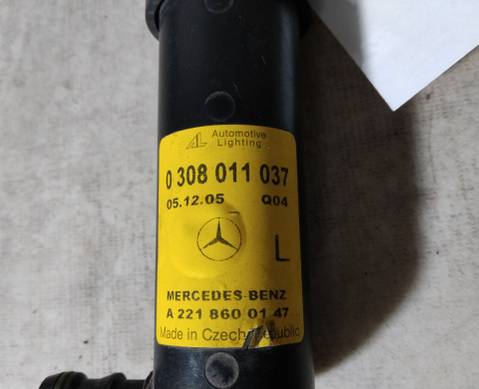 AL Automotive
Lighting
0 308 011 037
05.12.05 Q04
L
MERCEDES-BENZ
A 221 860 01 47
Made in Czech Republic